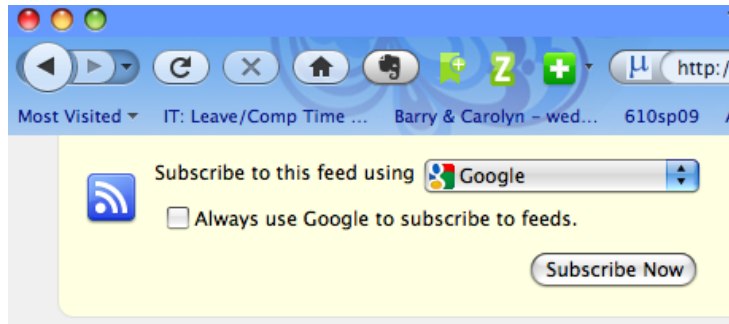 Z μ http:/
Most Visited IT: Leave/Comp Time ... Barry & Carolyn – wed... 610sp09
Subscribe to this feed using Google
Always use Google to subscribe to feeds.
Subscribe Now